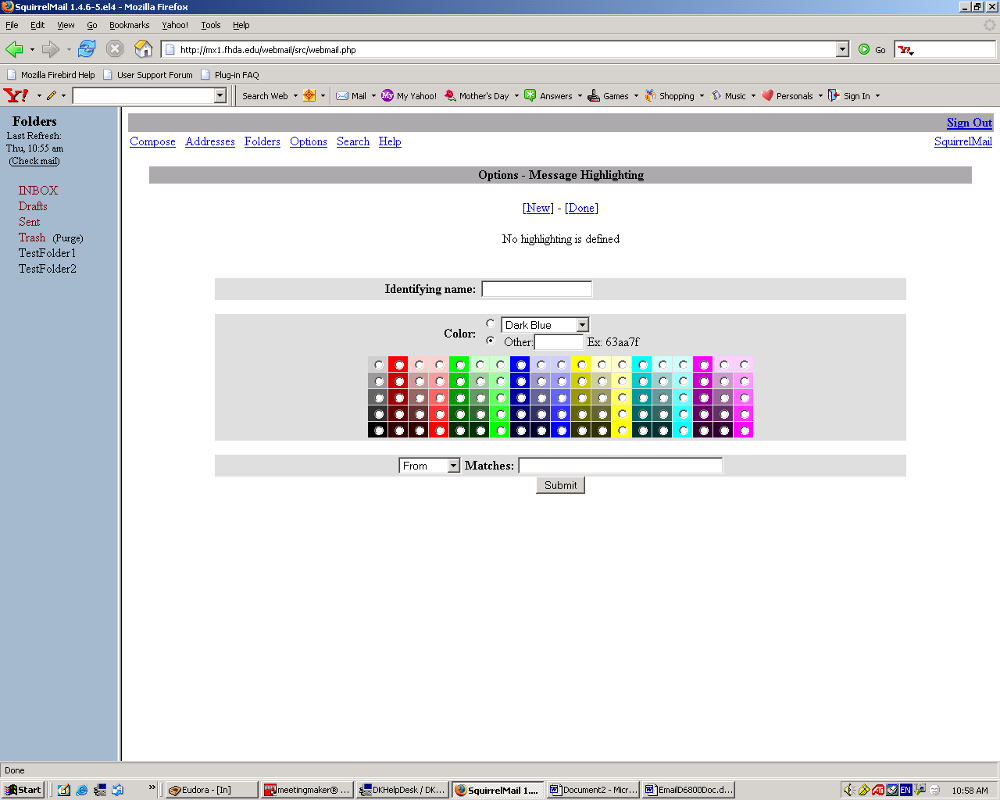 SquirrelMail 1.4.6-5.el4 - Mozilla Firefox
File Edit View Go Bookmarks Yahoo! Tools Help
http://mx1.fhda.edu/webmail/src/webmail.php Go Y!
Mozilla Firebird Help User Support Forum Plug-in FAQ
Y! Search Web Mail My My Yahoo! Mother's Day Answers Games Shopping Music Personals Sign In
Folders
Last Refresh:
Thu, 10:55 am
(Check mail)
INBOX
Drafts
Sent
Trash (Purge)
TestFolder1
TestFolder2
Sign Out
Compose Addresses Folders Options Search Help SquirrelMail
Options - Message Highlighting
[New] - [Done]
No highlighting is defined
Identifying name:
Color: Dark Blue
Other: Ex: 63aa7f
From Matches:
Submit
Done
Start » Eudora - [In] meetingmaker® ... DKHelpDesk / DK... SquirrelMail 1.... Document2 - Micr... EmailD6800Doc.d... EN 10:58 AM